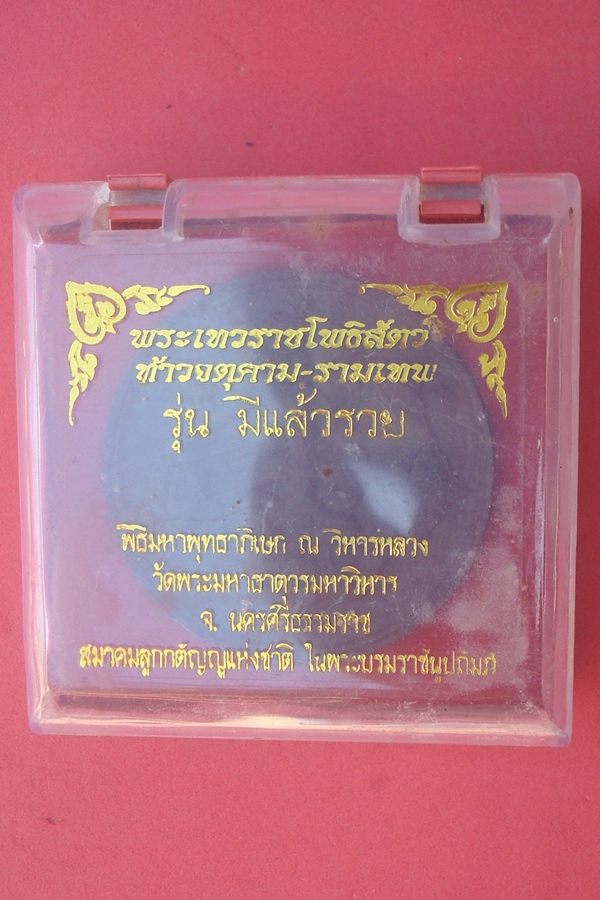 พระเทวราชโพธิสัตว์
ท้าวจตุคาม-รามเทพ
รุ่น มีแล้วรวย
พิธีมหาพุทธาภิเษก ณ วิหารหลวง
วัดพระมหาธาตุวรมหาวิหาร
จ. นครศรีธรรมราช
สมาคมลูกกตัญญูแห่งชาติ ในพระบรมราชินูปถัมภ์